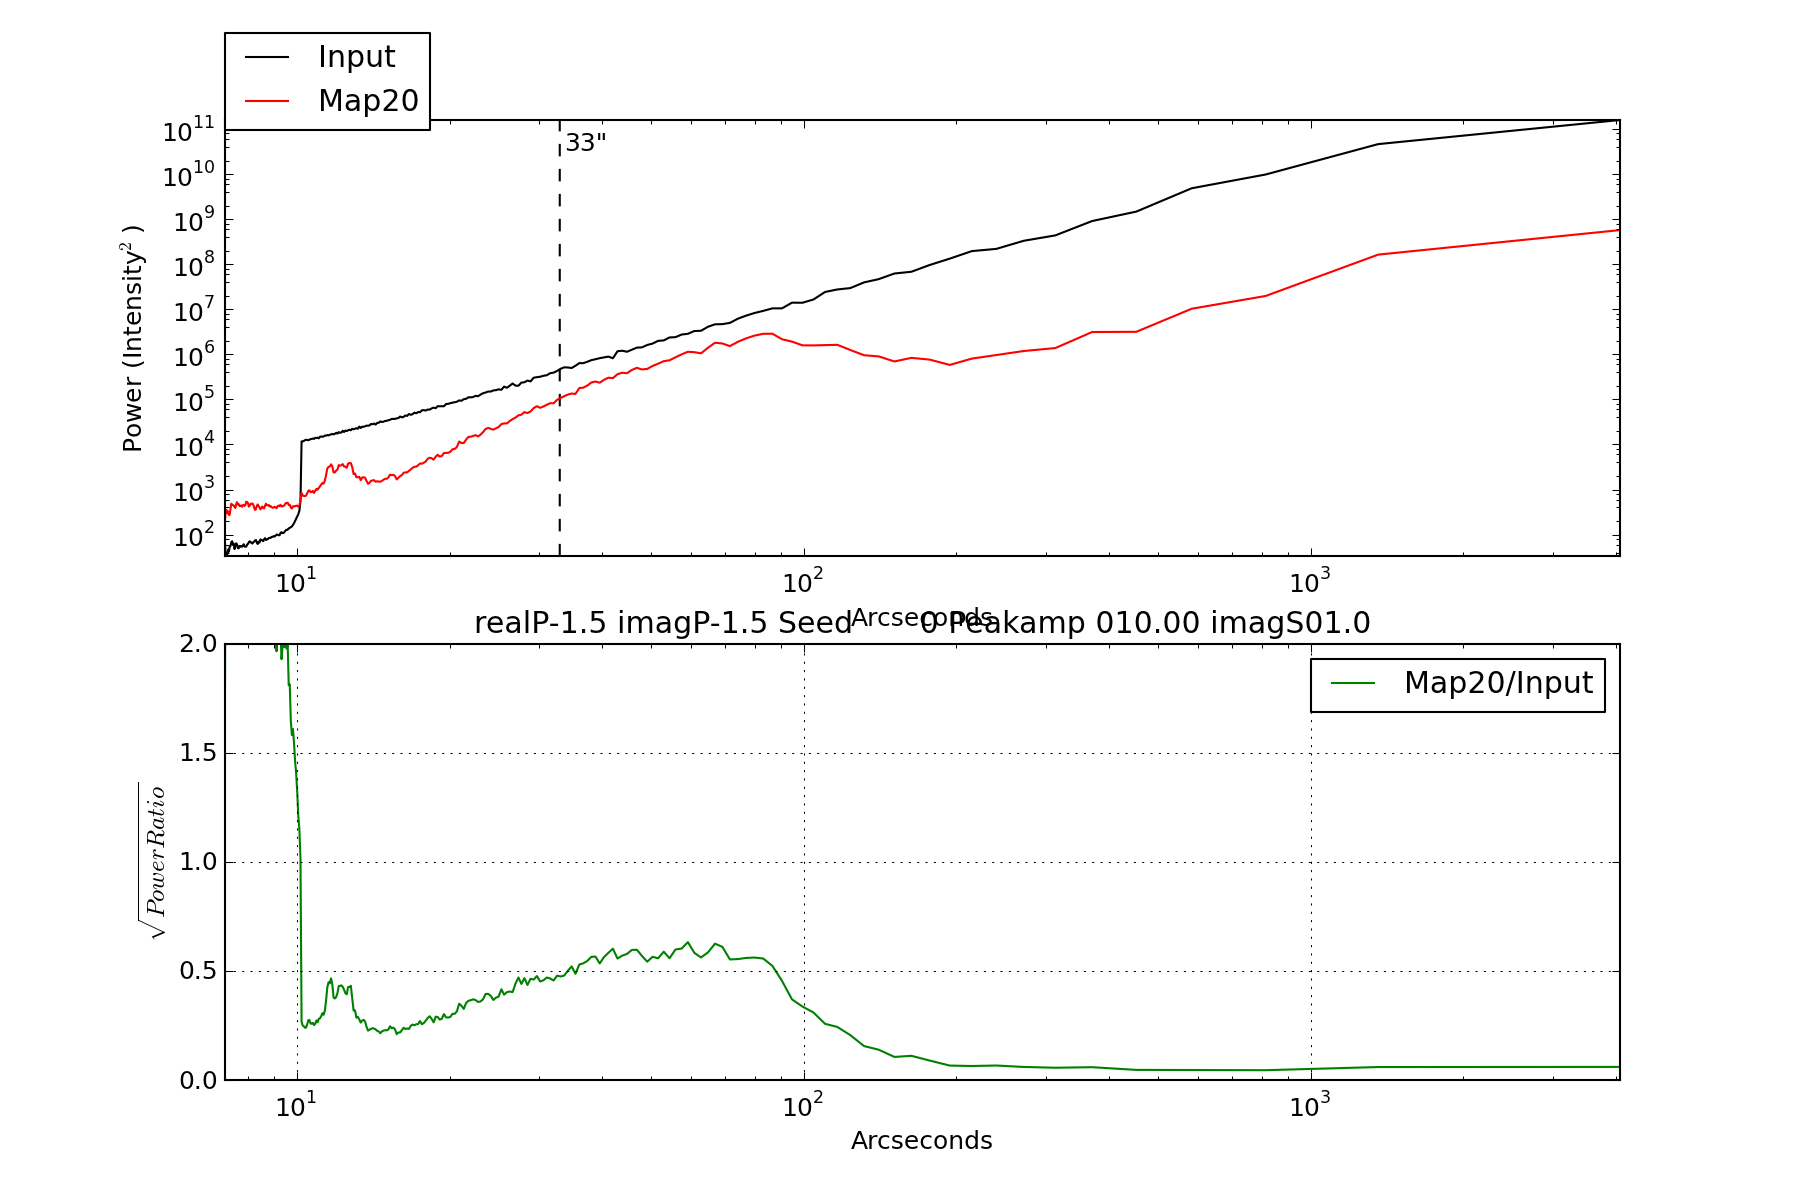 Input
Map20
33"
10^11
10^10
10^9
10^8
10^7
10^6
10^5
10^4
10^3
10^2
Power (Intensity^2 )
10^1 10^2 10^3
Arcseconds
realP-1.5 imagP-1.5 Seed 0 Peakamp 010.00 imagS01.0
Map20/Input
2.0
1.5
1.0
0.5
0.0
√PowerRatio
10^1 10^2 10^3
Arcseconds